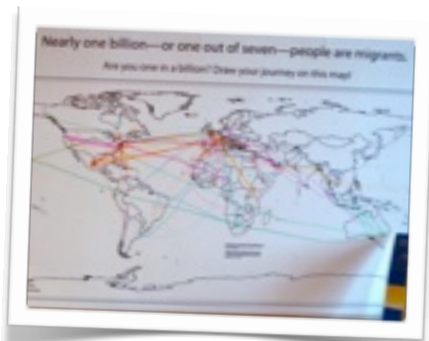 Nearly one billion—or one out of seven—people are migrants.
Are you one in a billion? Draw your journey on this map!